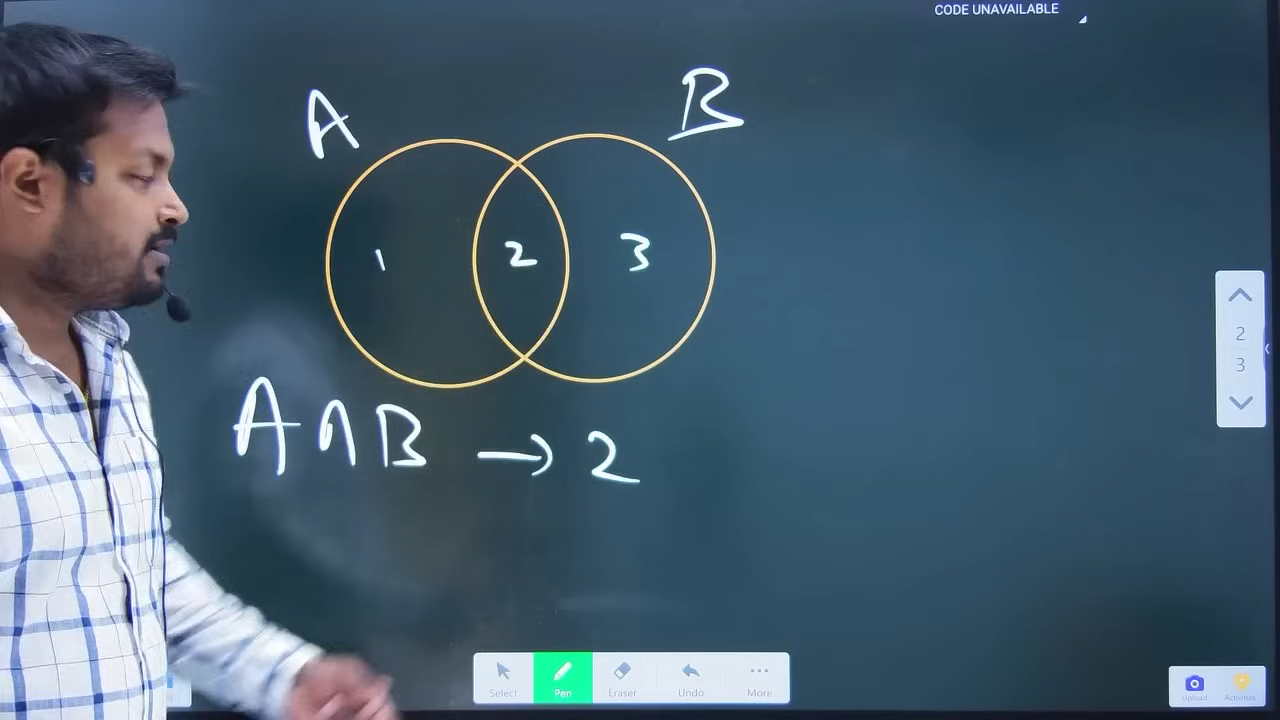 CODE UNAVAILABLE
A B
1 2 3
A ∩ B → 2
2
3
Select Pen Eraser Undo More
Upload Activities